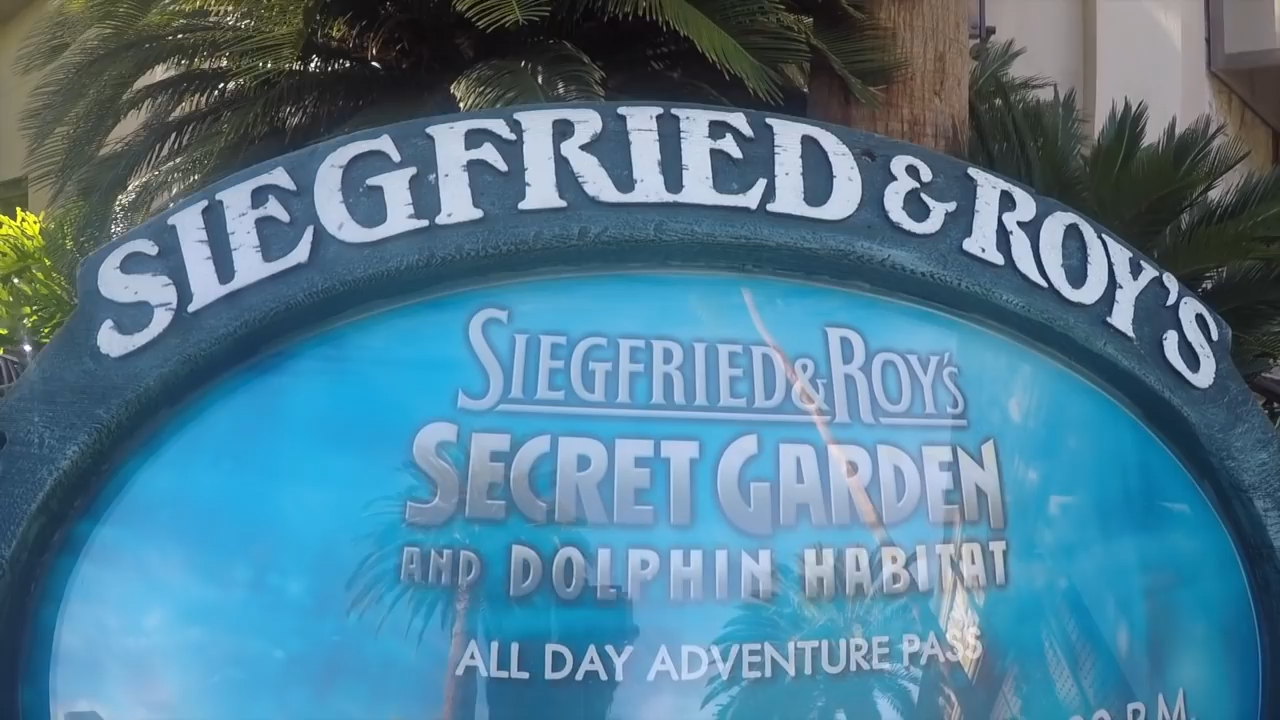 SIEGFRIED & ROY'S
SIEGFRIED & ROY'S
SECRET GARDEN
AND DOLPHIN HABITAT
ALL DAY ADVENTURE PASS
P.M.